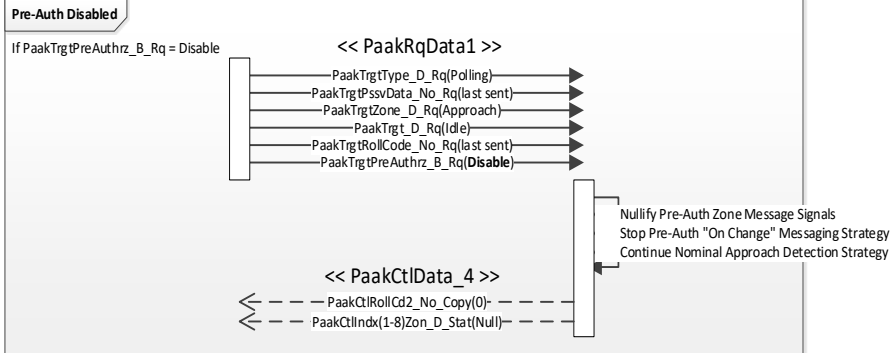 Pre-Auth Disabled
If PaakTrgtPreAuthrz_B_Rq = Disable
<< PaakRqData1 >>
PaakTrgtType_D_Rq(Polling)
PaakTrgtPssvData_No_Rq(last sent)
PaakTrgtZone_D_Rq(Approach)
PaakTrgt_D_Rq(Idle)
PaakTrgtRollCode_No_Rq(last sent)
PaakTrgtPreAuthrz_B_Rq(Disable)
Nullify Pre-Auth Zone Message Signals
Stop Pre-Auth "On Change" Messaging Strategy
Continue Nominal Approach Detection Strategy
<< PaakCtlData_4 >>
PaakCtlRollCd2_No_Copy(0)
PaakCtlIndx(1-8)Zon_D_Stat(Null)